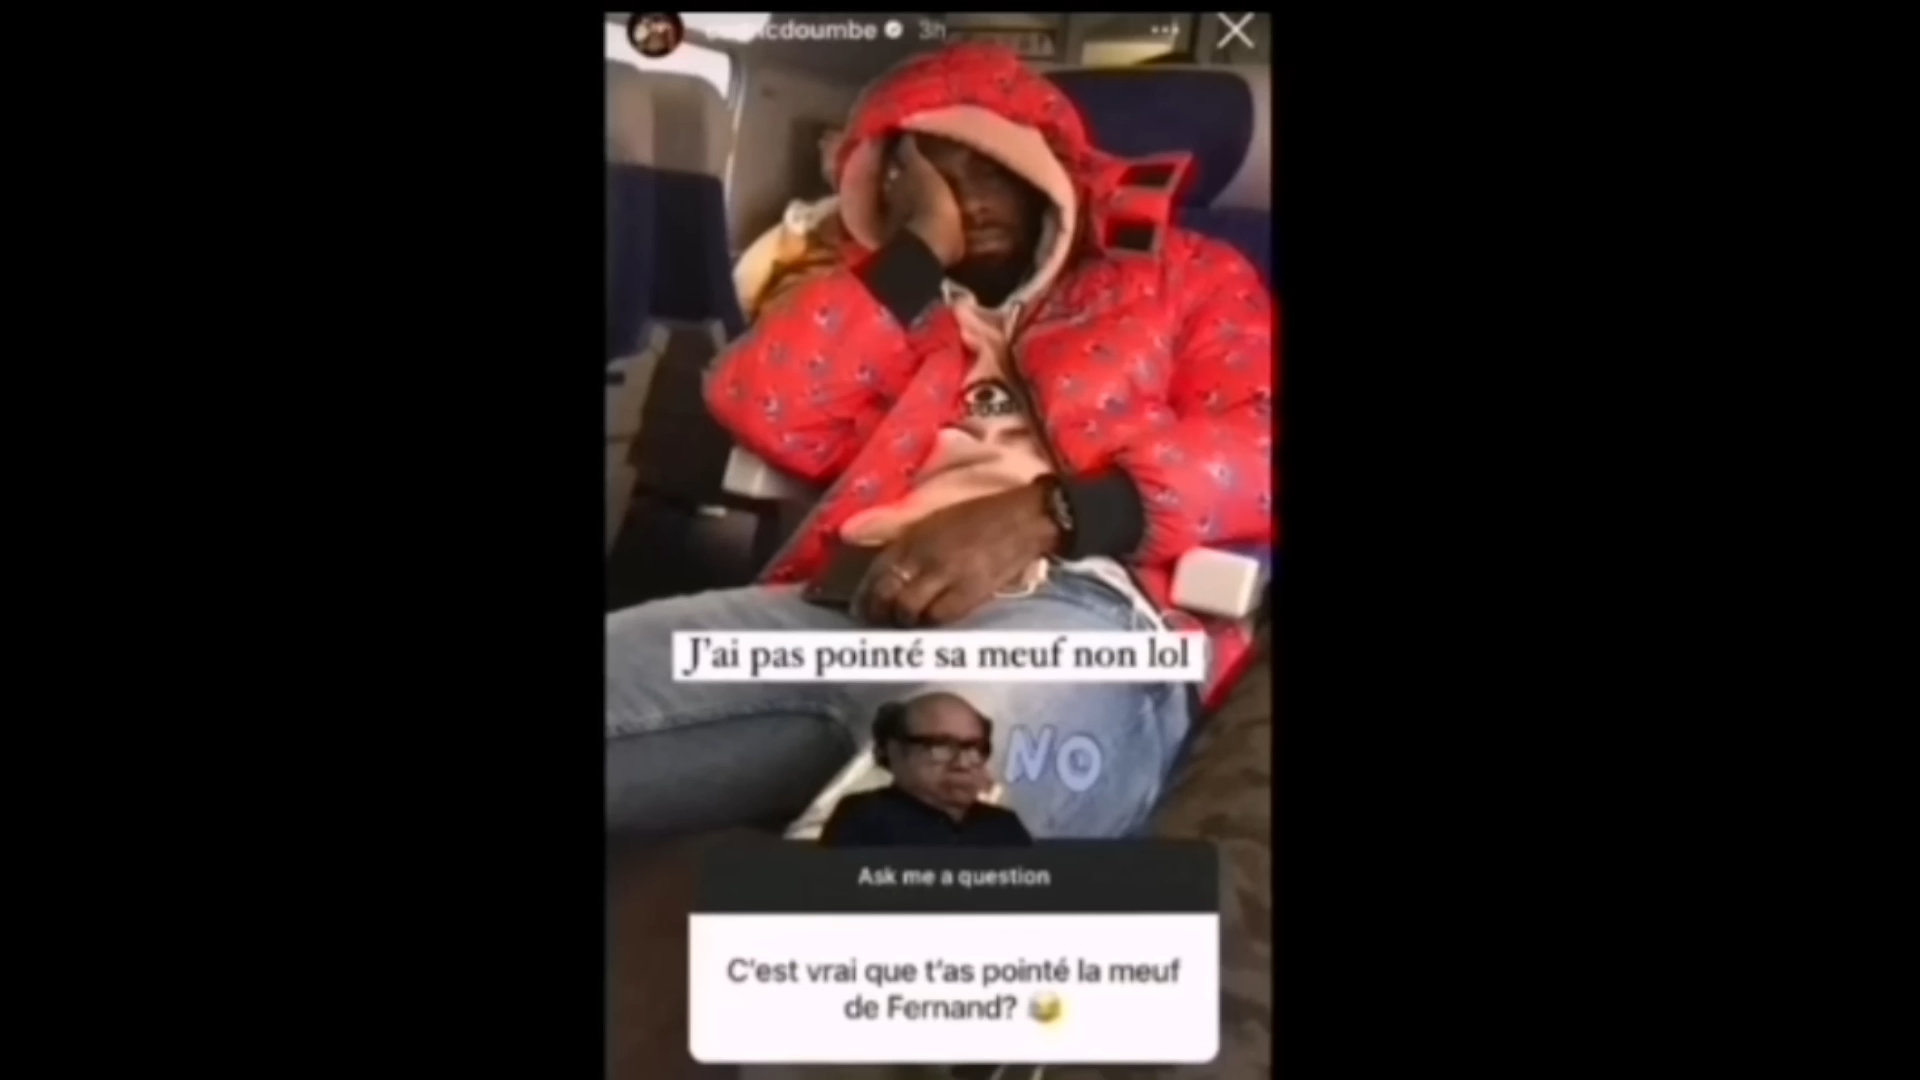 3h
J'ai pas pointé sa meuf non lol
NO
Ask me a question
C'est vrai que t'as pointé la meuf
de Fernand? 😂